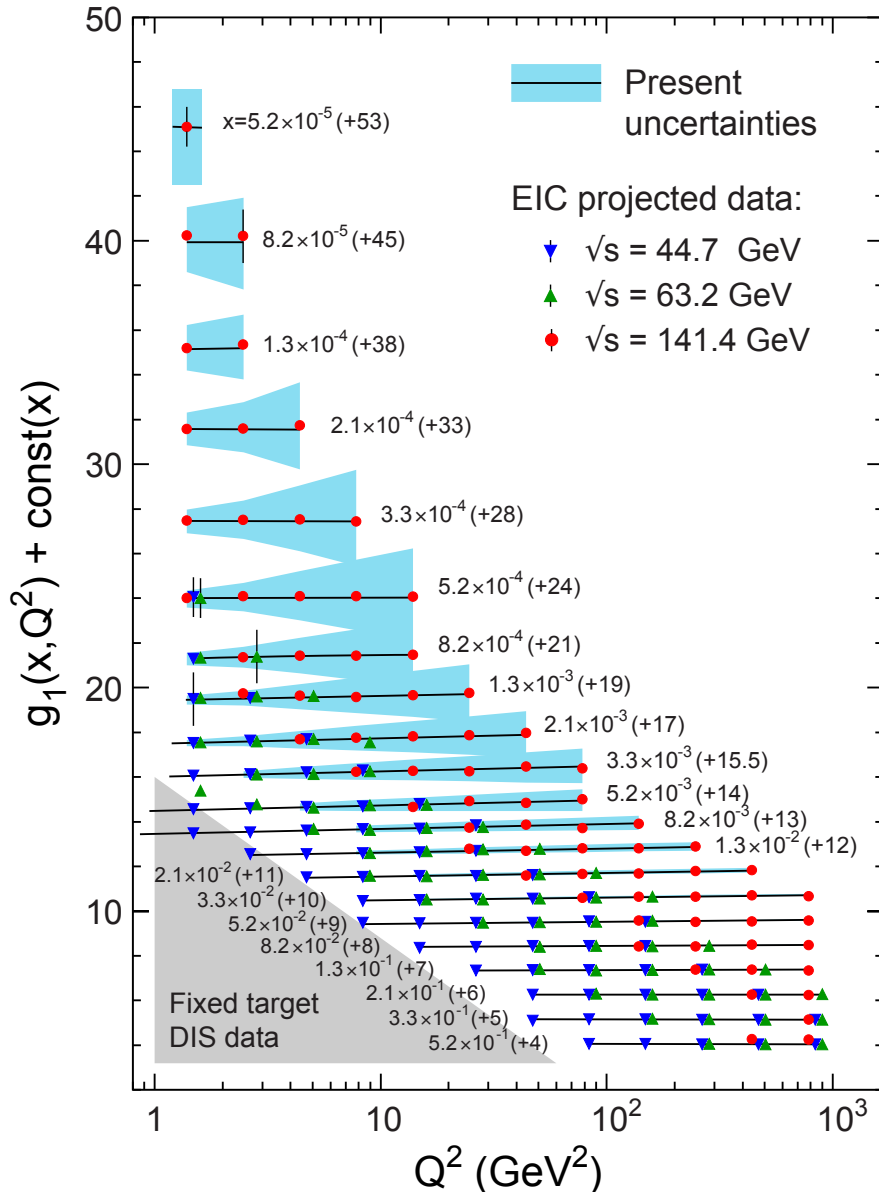 50
40
30
20
10
g₁(x,Q²) + const(x)
Present
uncertainties
EIC projected data:
√s = 44.7 GeV
√s = 63.2 GeV
√s = 141.4 GeV
x=5.2×10⁻⁵ (+53)
8.2×10⁻⁵ (+45)
1.3×10⁻⁴ (+38)
2.1×10⁻⁴ (+33)
3.3×10⁻⁴ (+28)
5.2×10⁻⁴ (+24)
8.2×10⁻⁴ (+21)
1.3×10⁻³ (+19)
2.1×10⁻³ (+17)
3.3×10⁻³ (+15.5)
5.2×10⁻³ (+14)
8.2×10⁻³ (+13)
1.3×10⁻² (+12)
2.1×10⁻² (+11)
3.3×10⁻² (+10)
5.2×10⁻² (+9)
8.2×10⁻² (+8)
1.3×10⁻¹ (+7)
2.1×10⁻¹ (+6)
3.3×10⁻¹ (+5)
5.2×10⁻¹ (+4)
Fixed target
DIS data
1 10 10² 10³
Q² (GeV²)